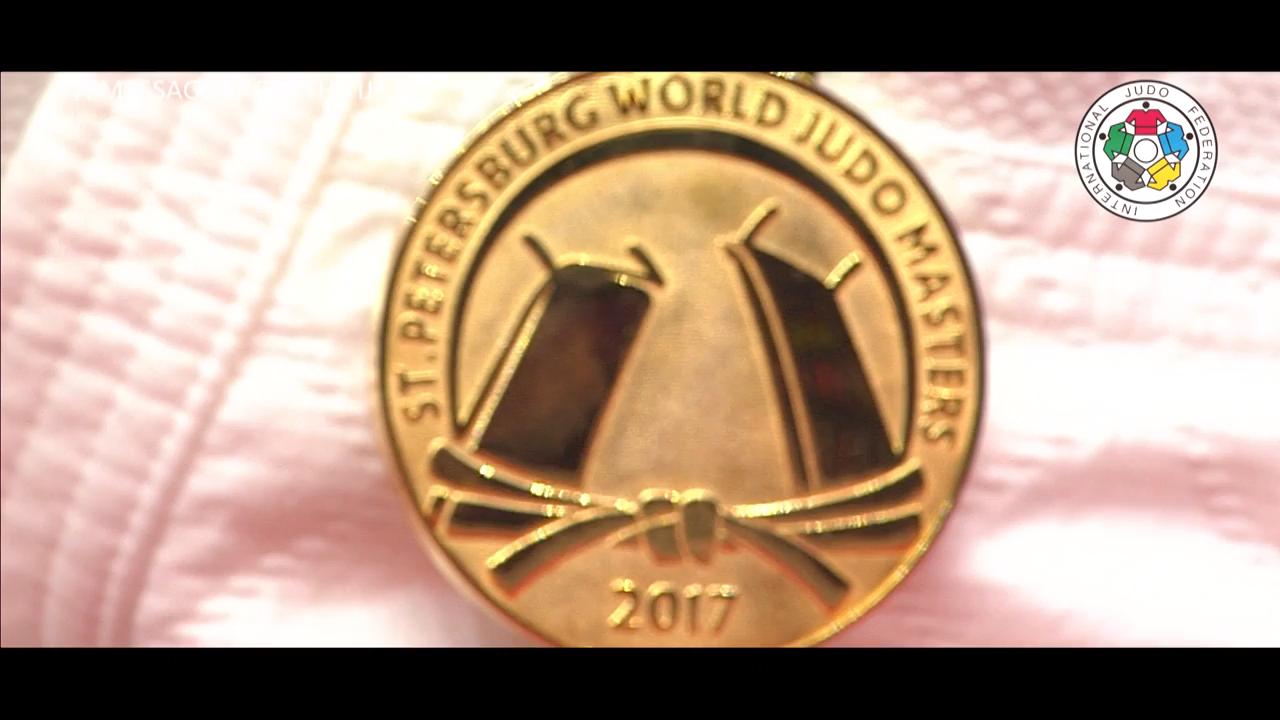 ST.PETERSBURG WORLD JUDO MASTERS
2017
INTERNATIONAL JUDO FEDERATION